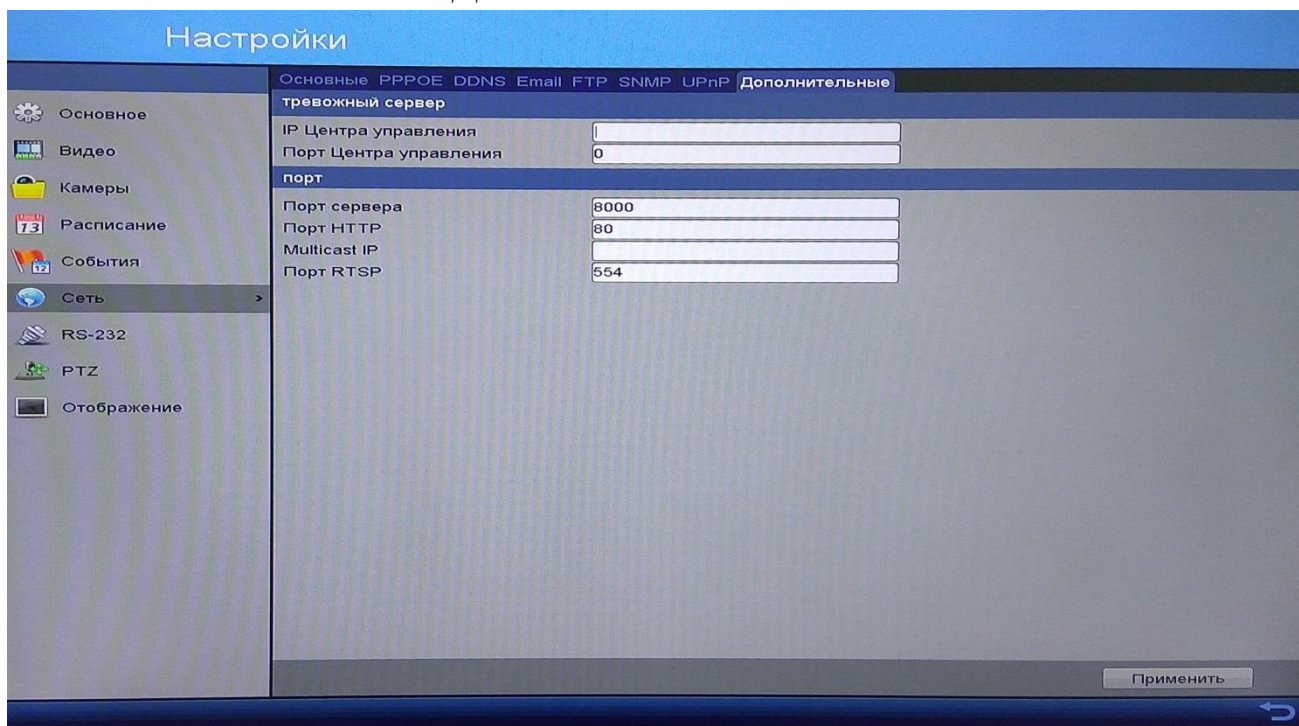 Настройки
Основные PPPOE DDNS Email FTP SNMP UPnP Дополнительные
тревожный сервер
Основное
IP Центра управления
Видео
Порт Центра управления 0
порт
Камеры
Порт сервера 8000
13 Расписание
Порт HTTP 80
Multicast IP
12 События
Порт RTSP 554
Сеть >
RS-232
PTZ
Отображение
Применить